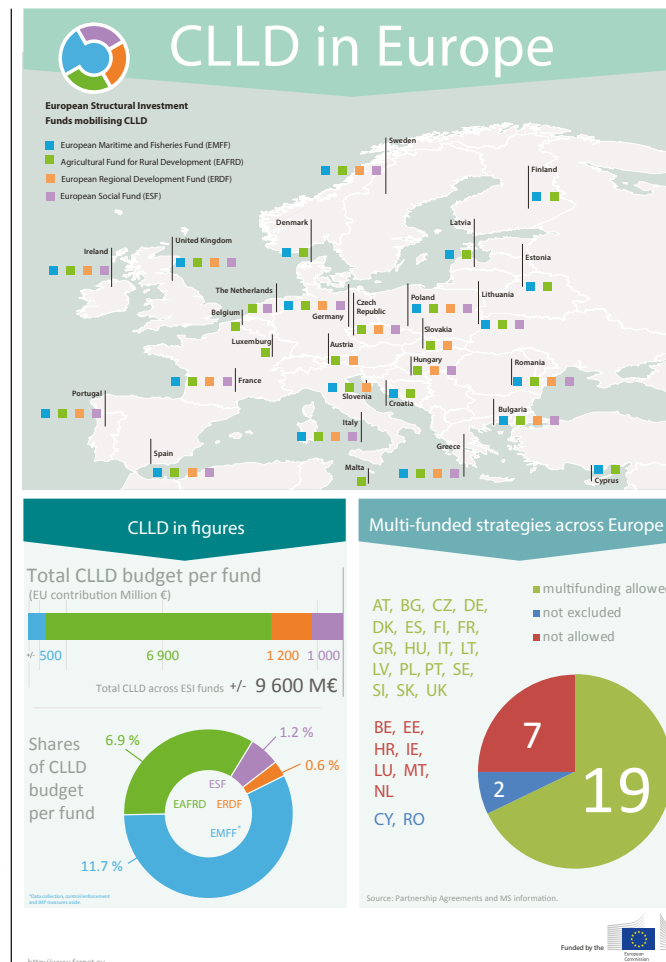 CLLD in Europe
European Structural Investment
Funds mobilising CLLD
European Maritime and Fisheries Fund (EMFF)
Agricultural Fund for Rural Development (EAFRD)
European Regional Development Fund (ERDF)
European Social Fund (ESF)
Sweden
Finland
Denmark
Latvia
Ireland
United Kingdom
Estonia
The Netherlands
Germany
Czech
Republic
Poland
Lithuania
Belgium
Slovakia
Luxemburg
Austria
Hungary
Romania
France
Portugal
Slovenia
Croatia
Bulgaria
Italy
Greece
Spain
Malta
Cyprus
CLLD in figures
Total CLLD budget per fund
(EU contribution Million €)
+/- 500 6 900 1 200 1 000
Total CLLD across ESI funds +/- 9 600 M€
Shares
of CLLD
budget
per fund
6.9 %
1.2 %
0.6 %
11.7 %
ESF
EAFRD ERDF
EMFF*
*Data collection, control/enforcement
and IMP measures aside.
Multi-funded strategies across Europe
multifunding allowed
not excluded
not allowed
AT, BG, CZ, DE,
DK, ES, FI, FR,
GR, HU, IT, LT,
LV, PL, PT, SE,
SI, SK, UK
BE, EE,
HR, IE,
LU, MT,
NL
CY, RO
7
2
19
Source: Partnership Agreements and MS information.
Funded by the
European
Commission